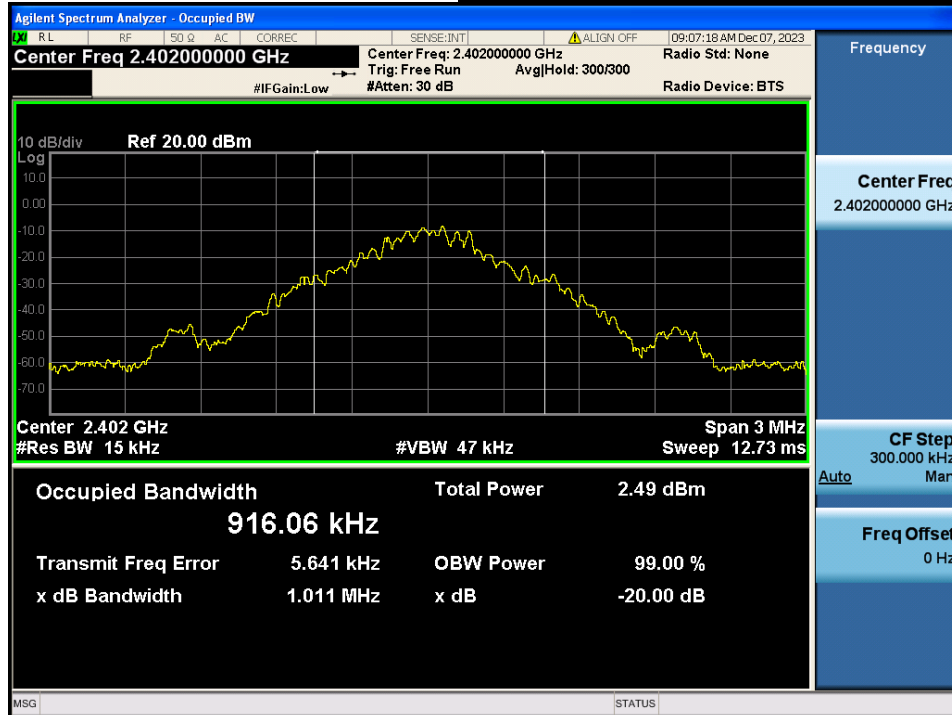 Agilent Spectrum Analyzer - Occupied BW
LXI RL RF 50 Ω AC CORREC SENSE:INT ALIGN OFF 09:07:18 AM Dec 07, 2023
Center Freq 2.402000000 GHz
Center Freq: 2.402000000 GHz
Radio Std: None
Trig: Free Run Avg|Hold: 300/300
#IFGain:Low
#Atten: 30 dB
Radio Device: BTS
10 dB/div Ref 20.00 dBm
Log
10.0
0.00
-10.0
-20.0
-30.0
-40.0
-50.0
-60.0
-70.0
Center 2.402 GHz
Span 3 MHz
#Res BW 15 kHz
#VBW 47 kHz
Sweep 12.73 ms
Occupied Bandwidth
Total Power 2.49 dBm
916.06 kHz
Transmit Freq Error 5.641 kHz
OBW Power 99.00 %
x dB Bandwidth 1.011 MHz
x dB -20.00 dB
Frequency
Center Freq
2.402000000 GHz
CF Step
300.000 kHz
Auto Man
Freq Offset
0 Hz
MSG
STATUS